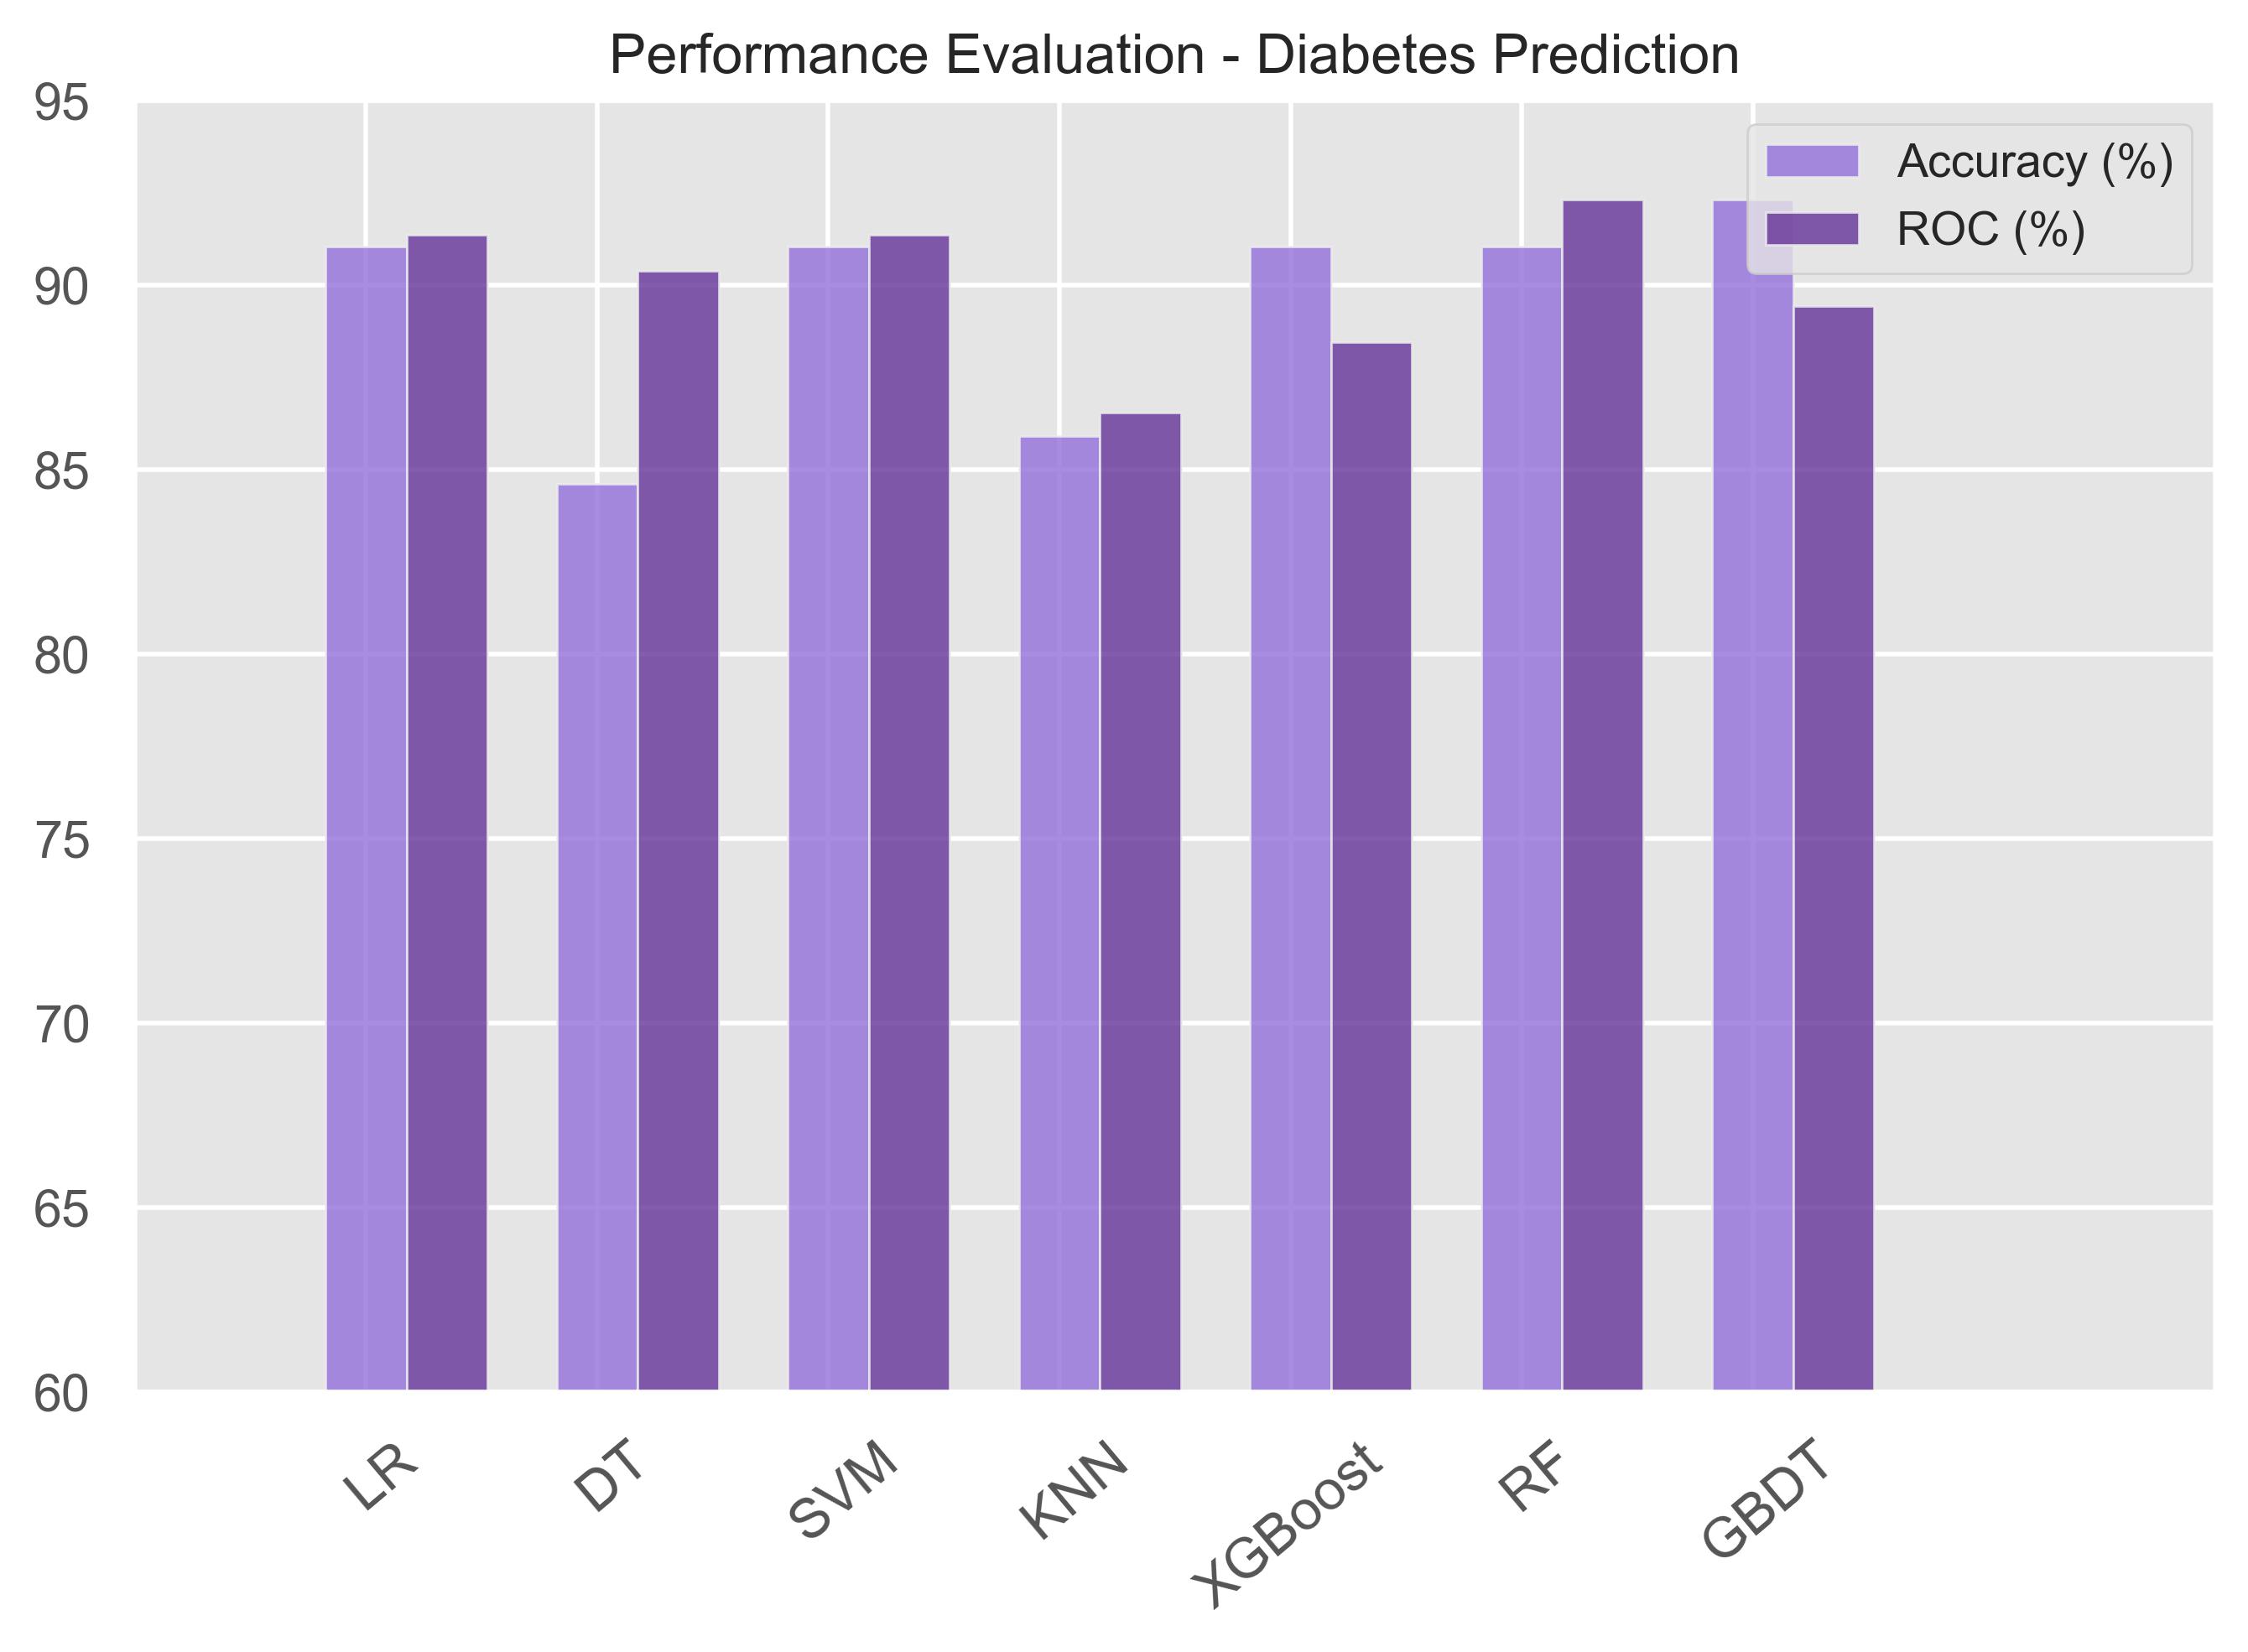 Performance Evaluation - Diabetes Prediction
95
90
85
80
75
70
65
60
Accuracy (%)
ROC (%)
LR
DT
SVM
KNN
XGBoost
RF
GBDT